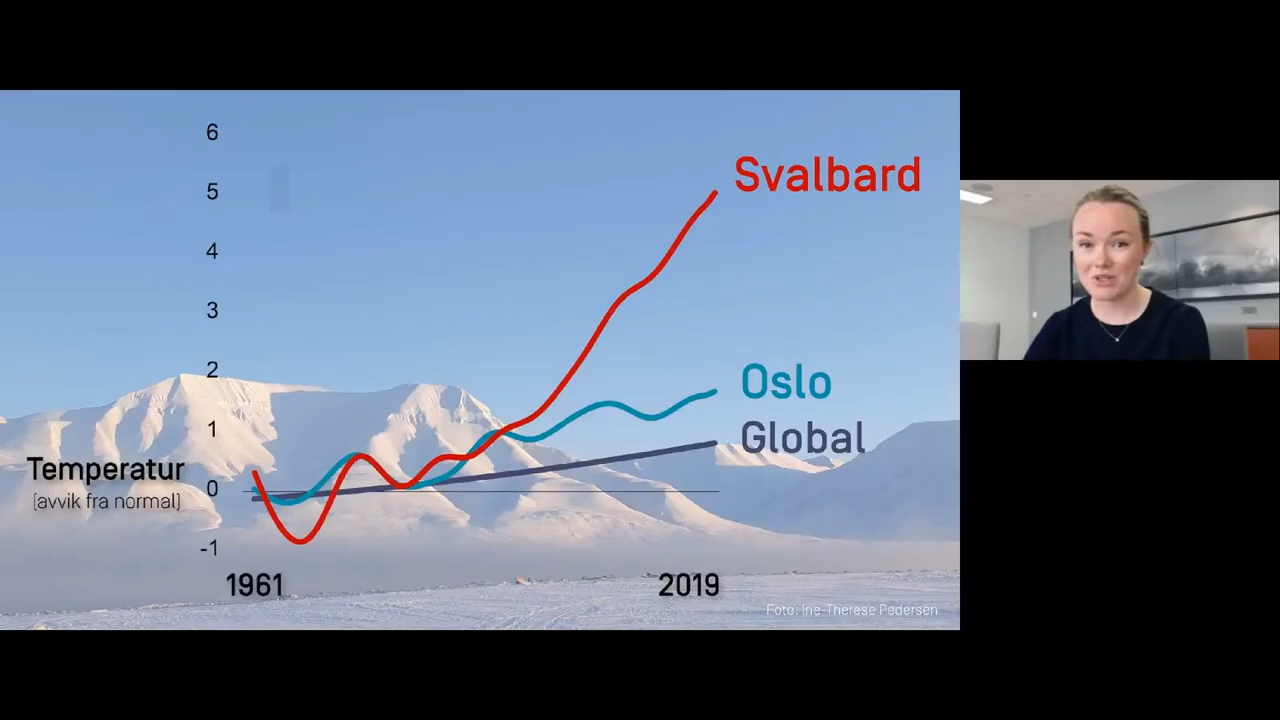 6
5
4
3
2
1
0
-1
Svalbard
Oslo
Global
Temperatur
(avvik fra normal)
1961
2019
Foto: Ine-Therese Pedersen